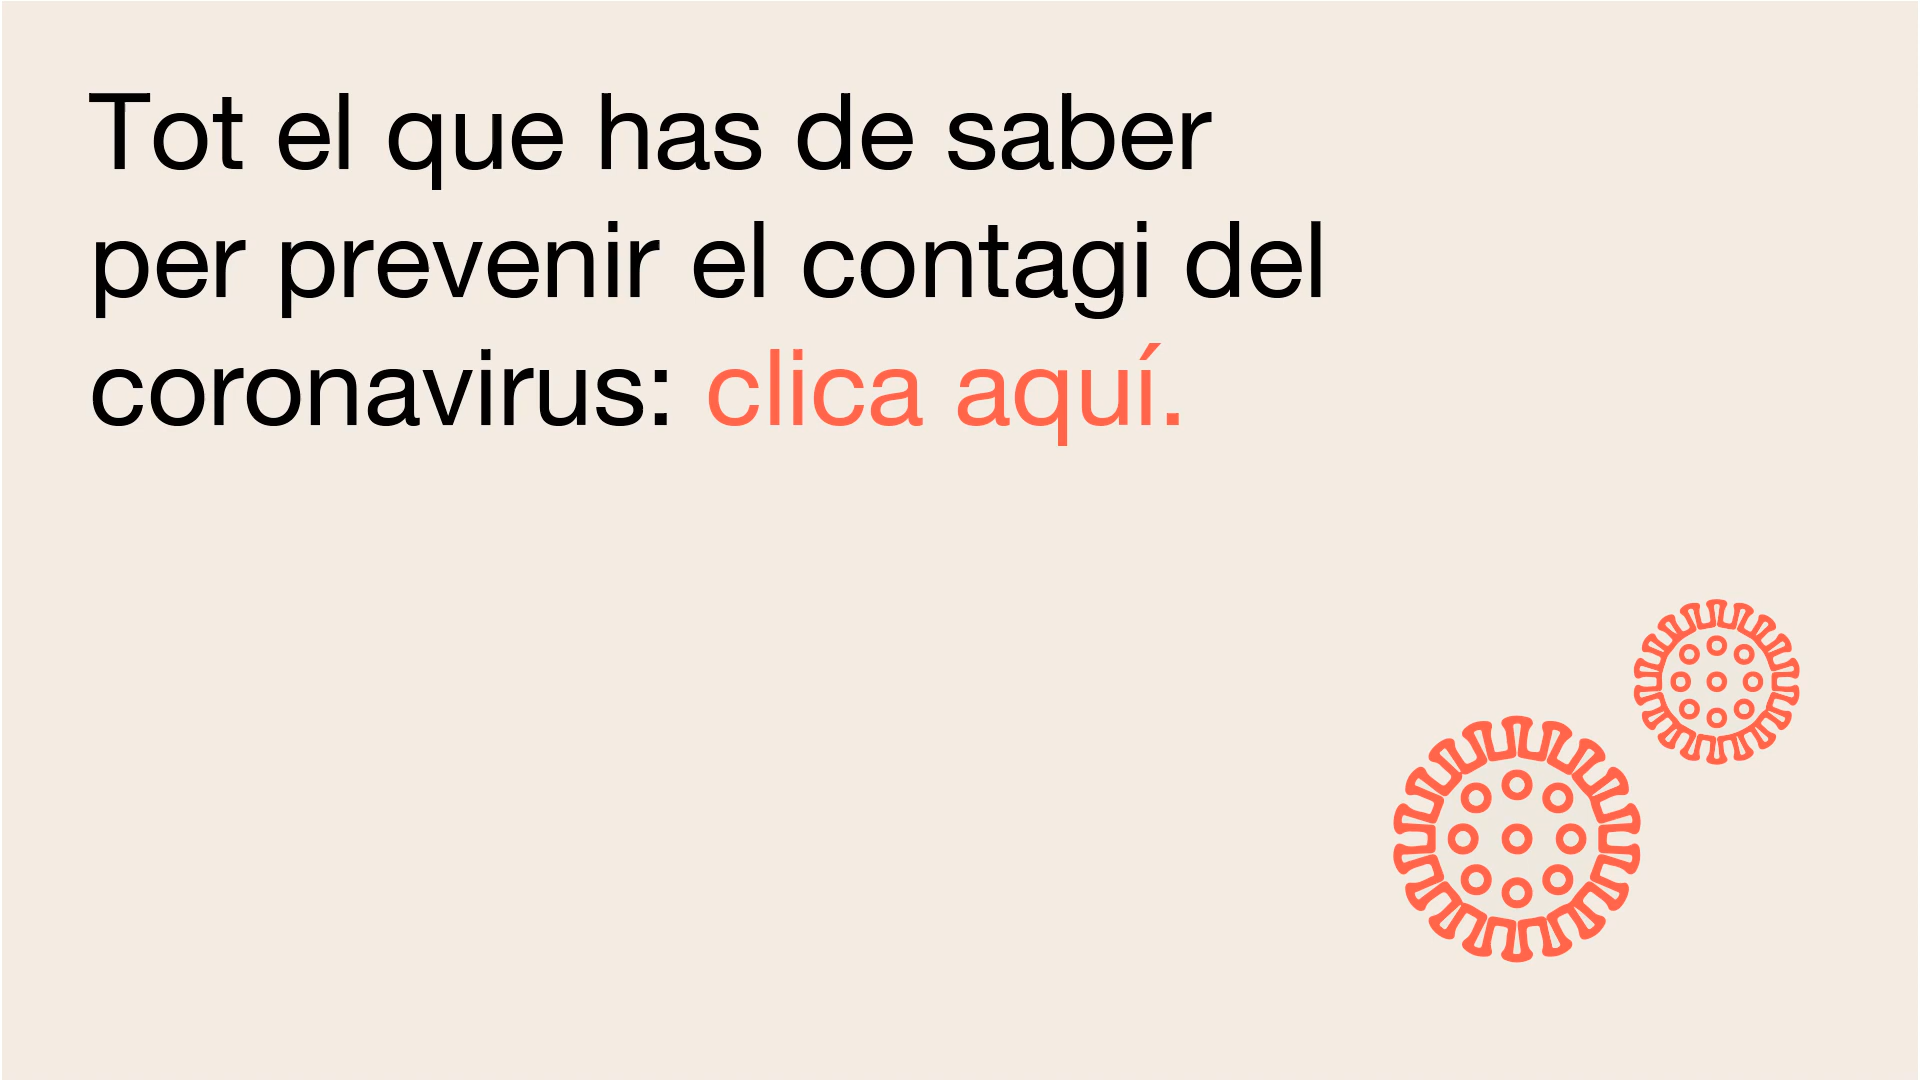 Tot el que has de saber
per prevenir el contagi del
coronavirus: clica aquí.